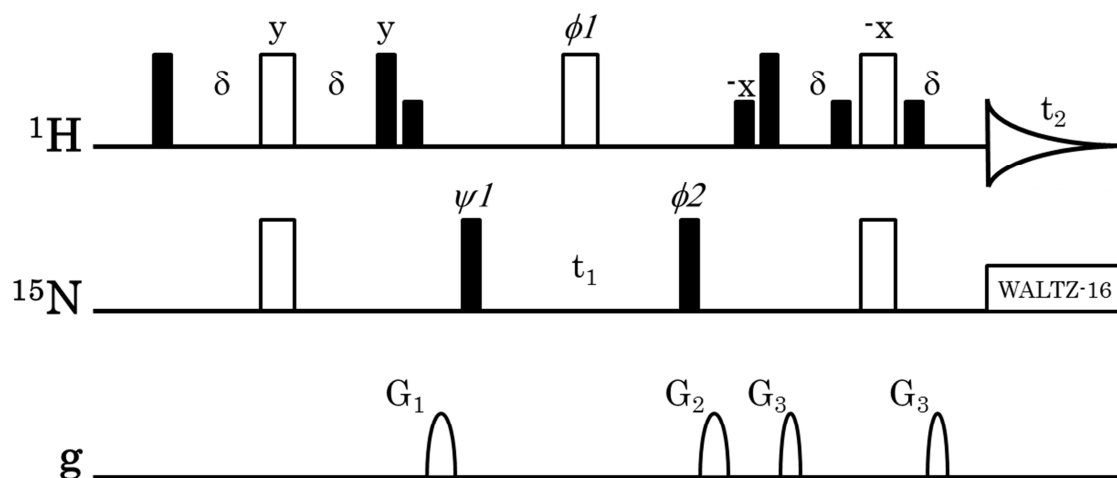 y y ϕ1 -x
δ δ -x δ δ
¹H t₂
ψ1 ϕ2
t₁
¹⁵N WALTZ-16
G₁ G₂ G₃ G₃
g